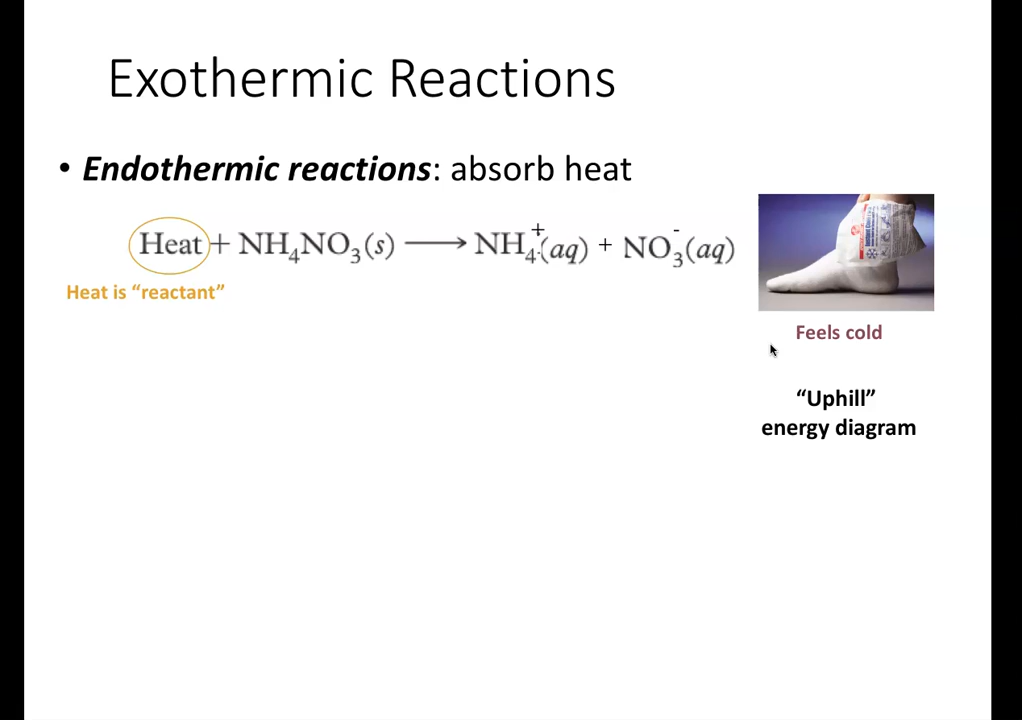 Exothermic Reactions
• Endothermic reactions: absorb heat
Heat + NH₄NO₃(s) ⟶ NH₄⁺(aq) + NO₃⁻(aq)
Heat is “reactant”
Feels cold
“Uphill”
energy diagram